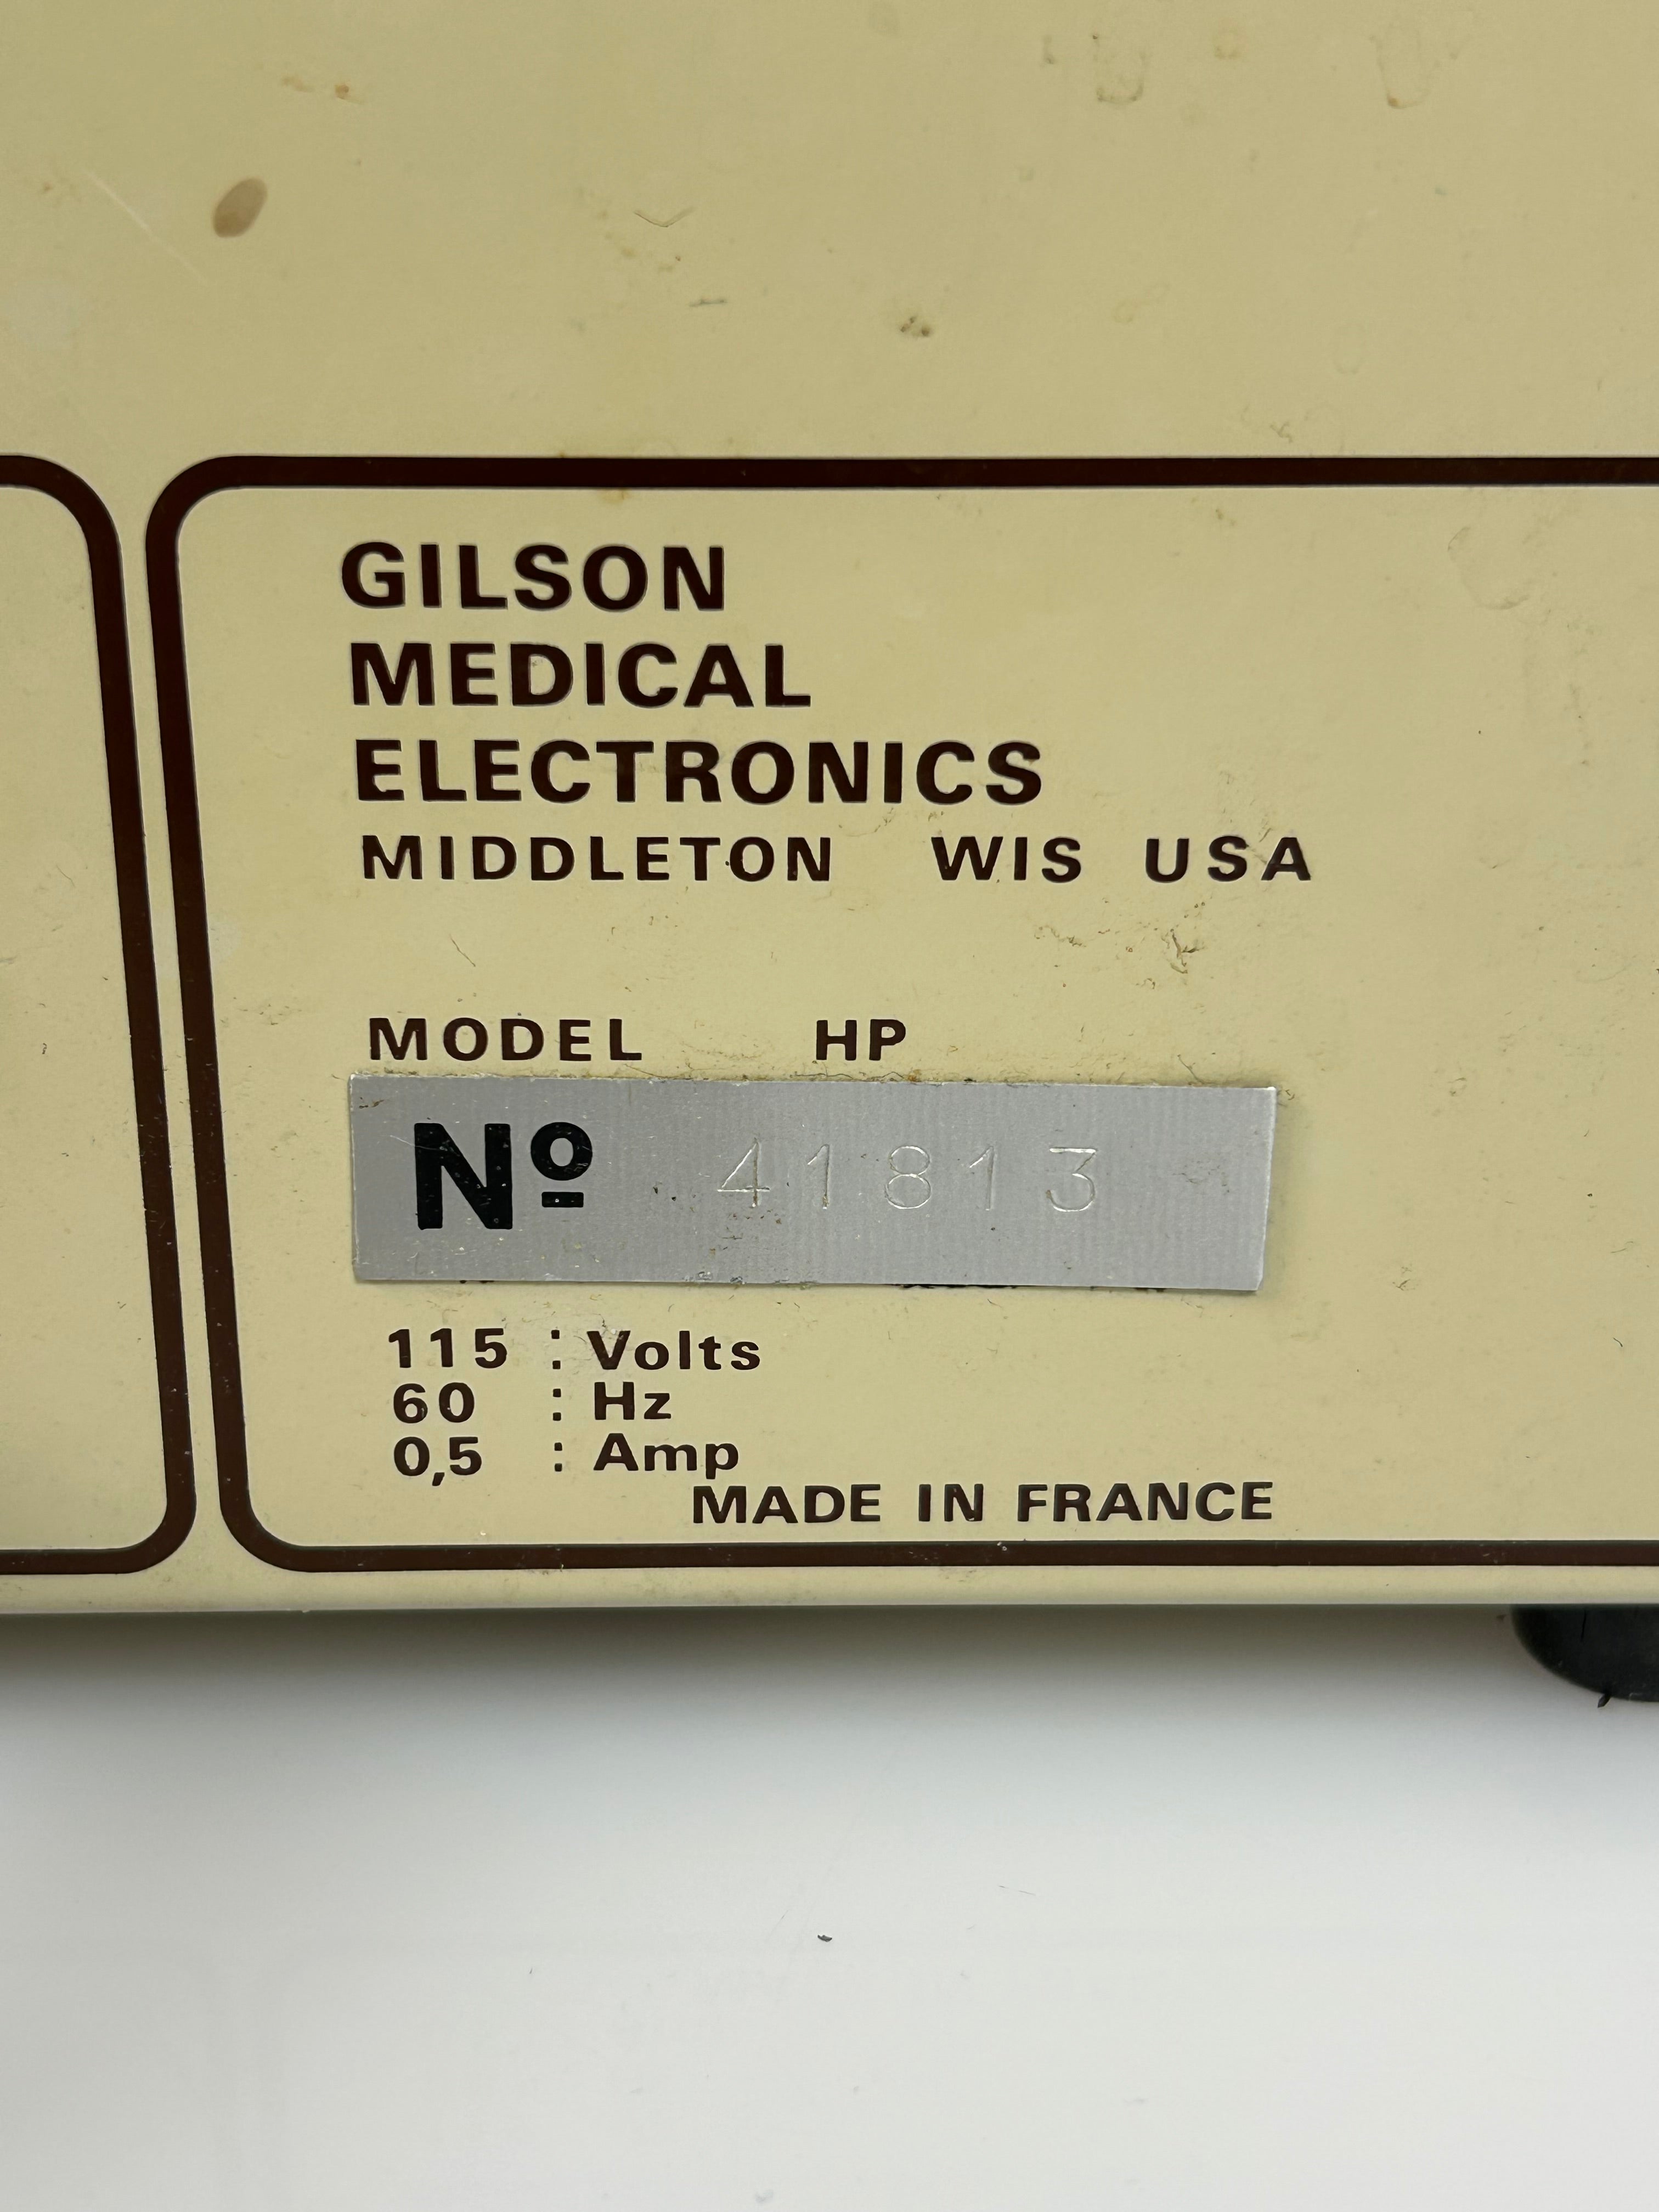 GILSON
MEDICAL
ELECTRONICS
MIDDLETON WIS USA
MODEL HP
Nº 41813
115 : Volts
60 : Hz
0,5 : Amp
MADE IN FRANCE